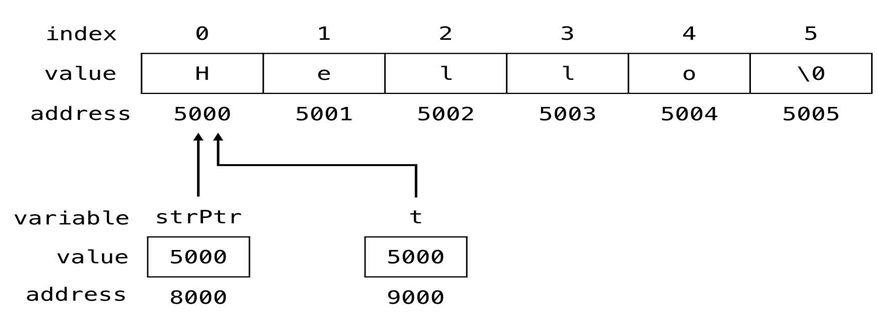 index 0 1 2 3 4 5
value H e l l o \0
address 5000 5001 5002 5003 5004 5005
variable strPtr t
value 5000 5000
address 8000 9000